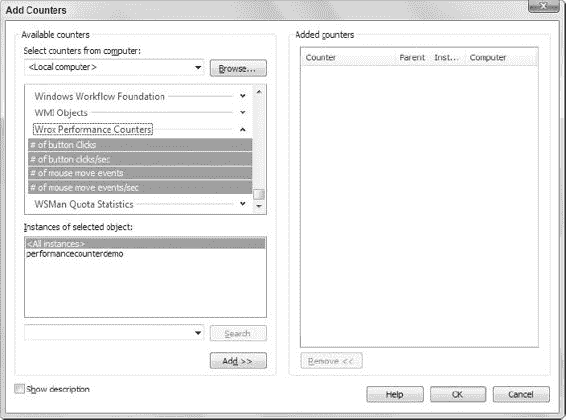 Add Counters
Available counters
Select counters from computer:
<Local computer>
Browse...
Windows Workflow Foundation
WMI Objects
Wrox Performance Counters
# of button Clicks
# of button clicks/sec
# of mouse move events
# of mouse move events/sec
WSMan Quota Statistics
Instances of selected object:
<All instances>
performancecounterdemo
Search
Add >>
Show description
Added counters
Counter Parent Inst... Computer
Remove <<
Help OK Cancel